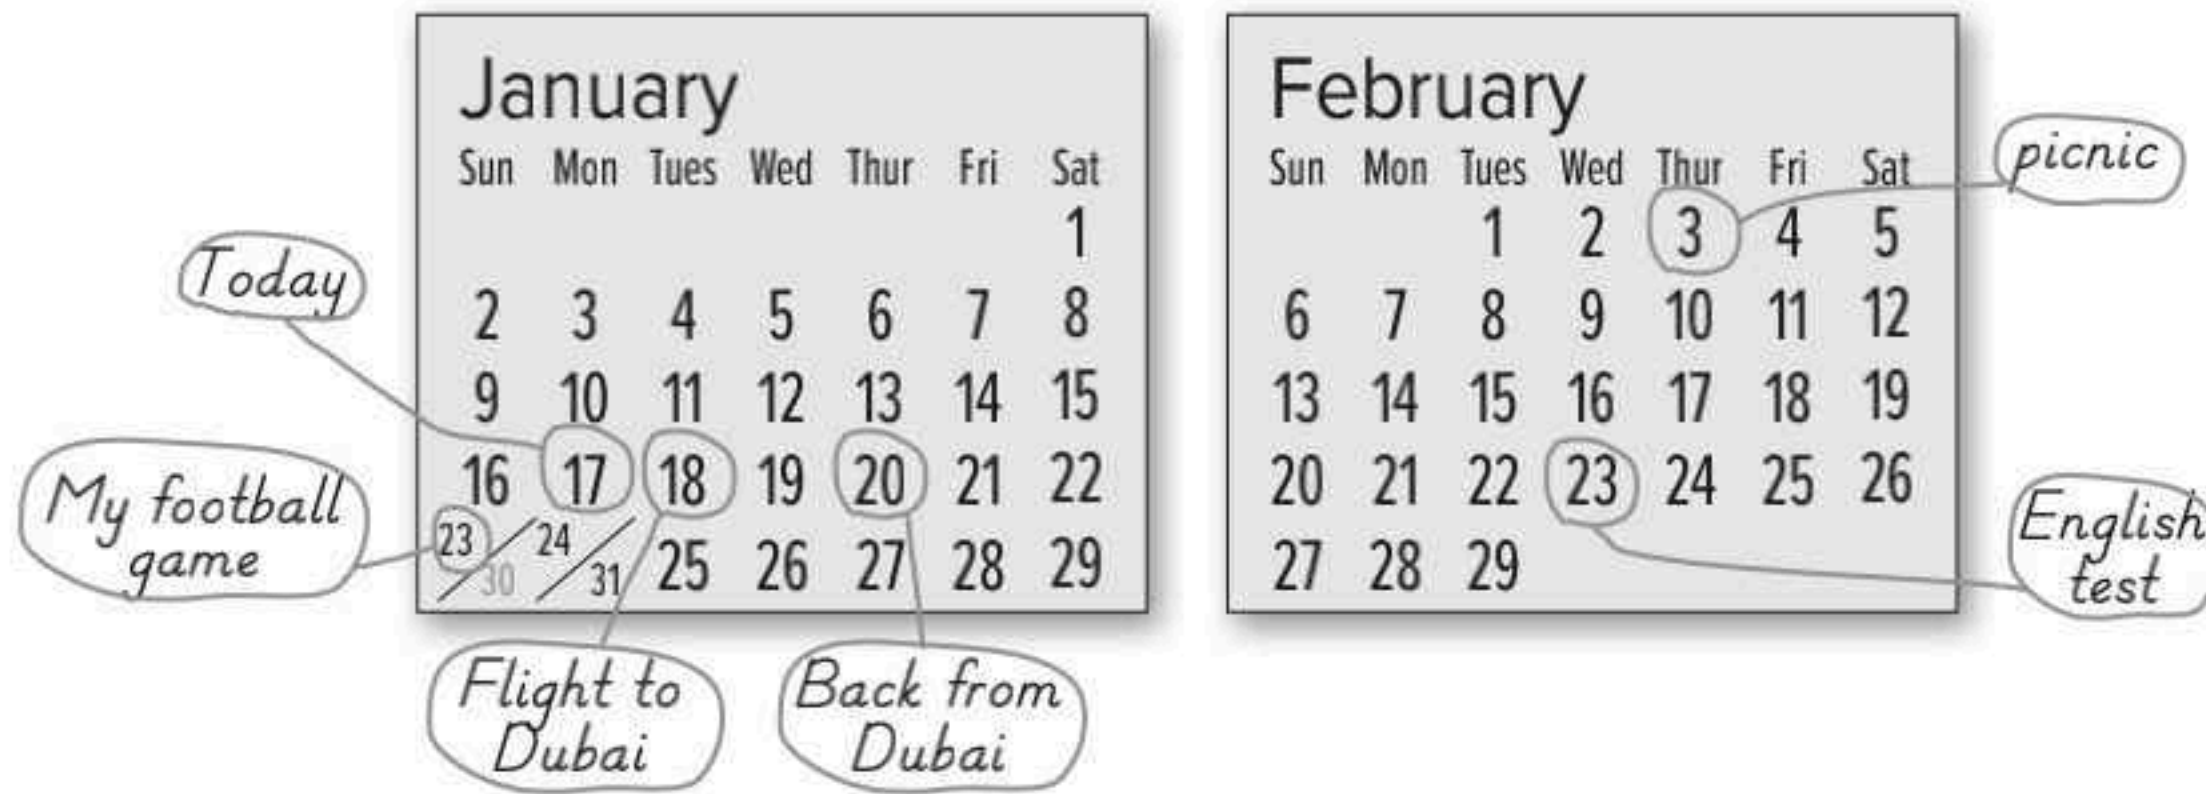 January
Sun Mon Tues Wed Thur Fri Sat
1
2 3 4 5 6 7 8
9 10 11 12 13 14 15
16 17 18 19 20 21 22
23/30 24/31 25 26 27 28 29
Today
My football
game
Flight to
Dubai
Back from
Dubai
February
Sun Mon Tues Wed Thur Fri Sat
1 2 3 4 5
6 7 8 9 10 11 12
13 14 15 16 17 18 19
20 21 22 23 24 25 26
27 28 29
picnic
English
test